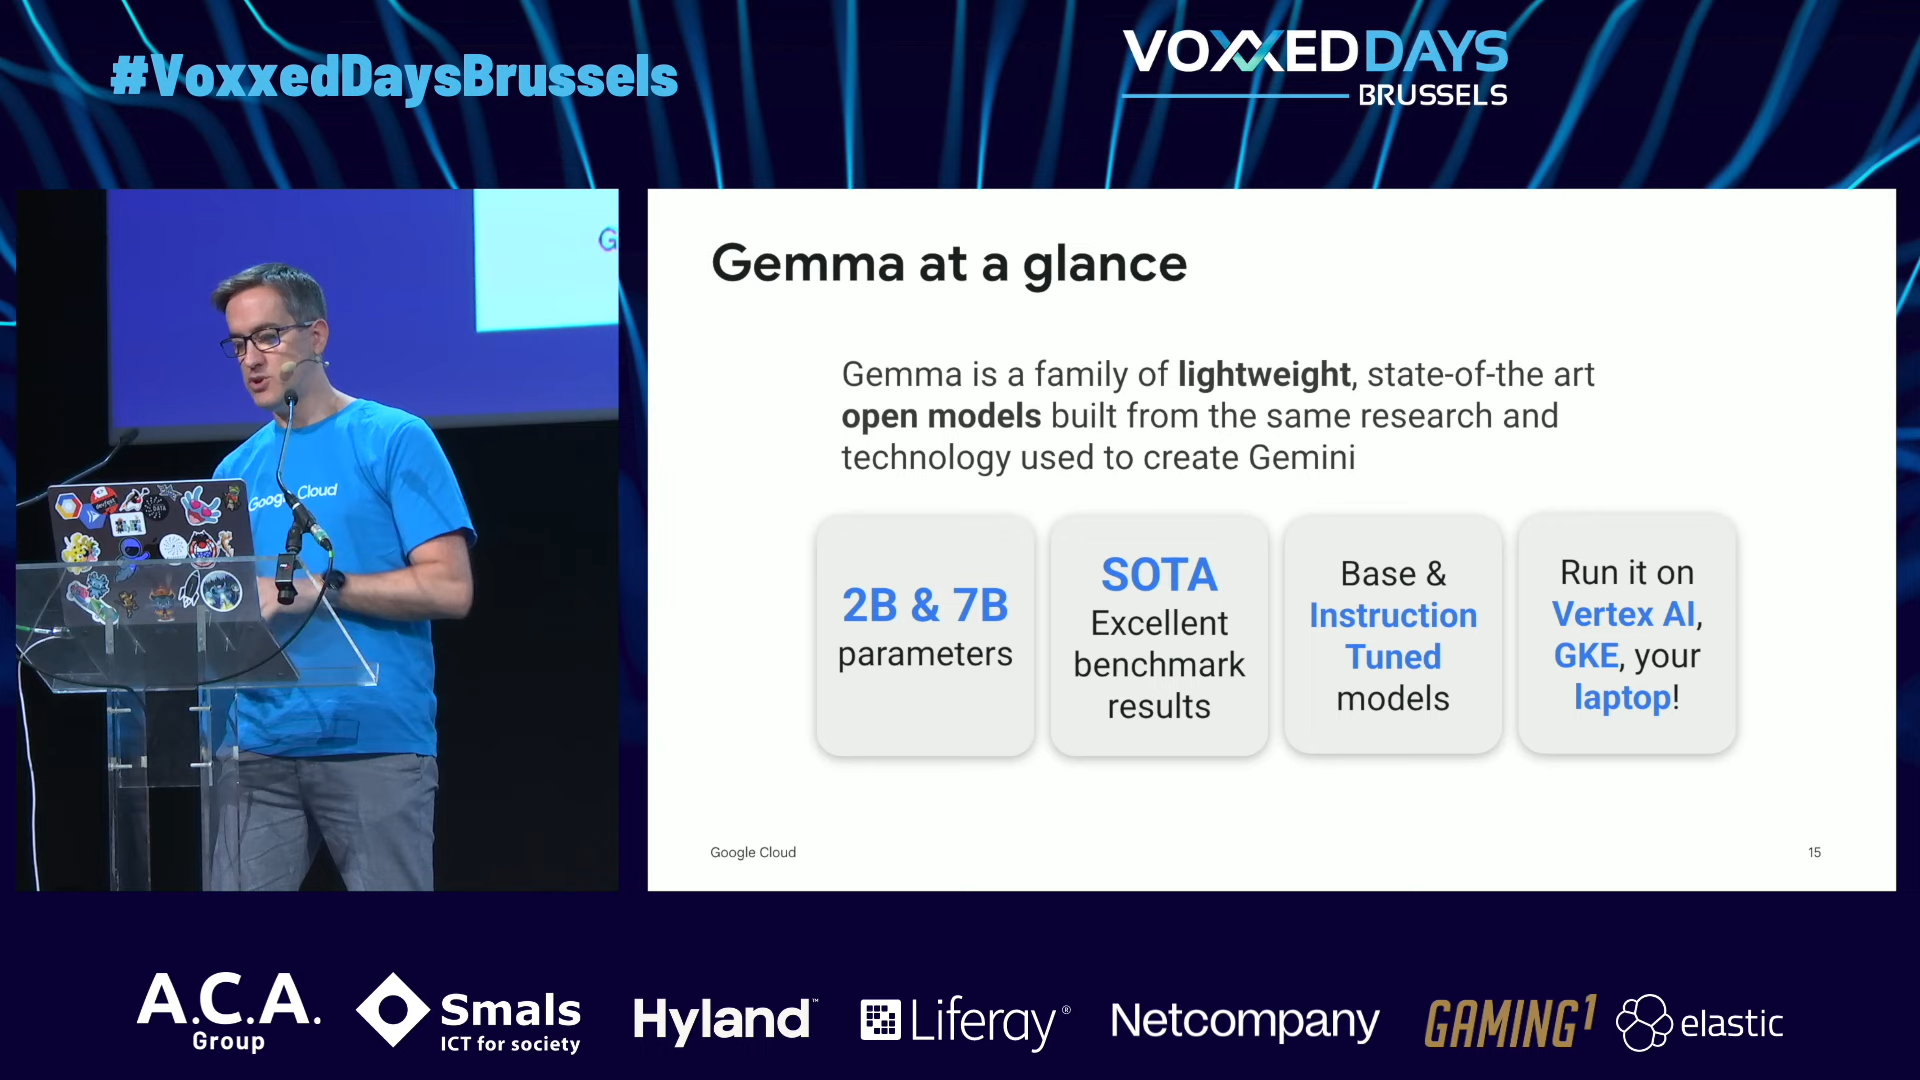 #VoxxedDaysBrussels
VOXXEDDAYS
BRUSSELS
G
Google Cloud
Gemma at a glance
Gemma is a family of lightweight, state-of-the art
open models built from the same research and
technology used to create Gemini
2B & 7B
parameters
SOTA
Excellent
benchmark
results
Base &
Instruction
Tuned
models
Run it on
Vertex AI,
GKE, your
laptop!
Google Cloud
15
A.C.A.
Group
Smals
ICT for society
Hyland™
Liferay®
Netcompany
GAMING1
elastic